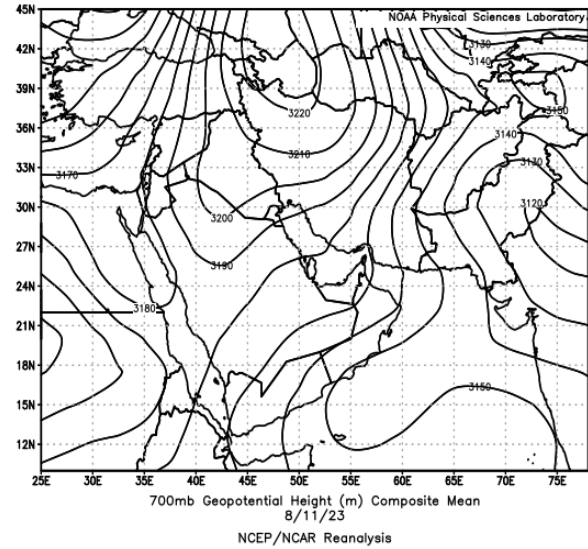 NOAA Physical Sciences Laboratory
45N
42N
39N
36N
33N
30N
27N
24N
21N
18N
15N
12N
3130
3140
3150
3220
3140
3210
3130
3170
3120
3200
3190
3180
3150
25E 30E 35E 40E 45E 50E 55E 60E 65E 70E 75E
700mb Geopotential Height (m) Composite Mean
8/11/23
NCEP/NCAR Reanalysis